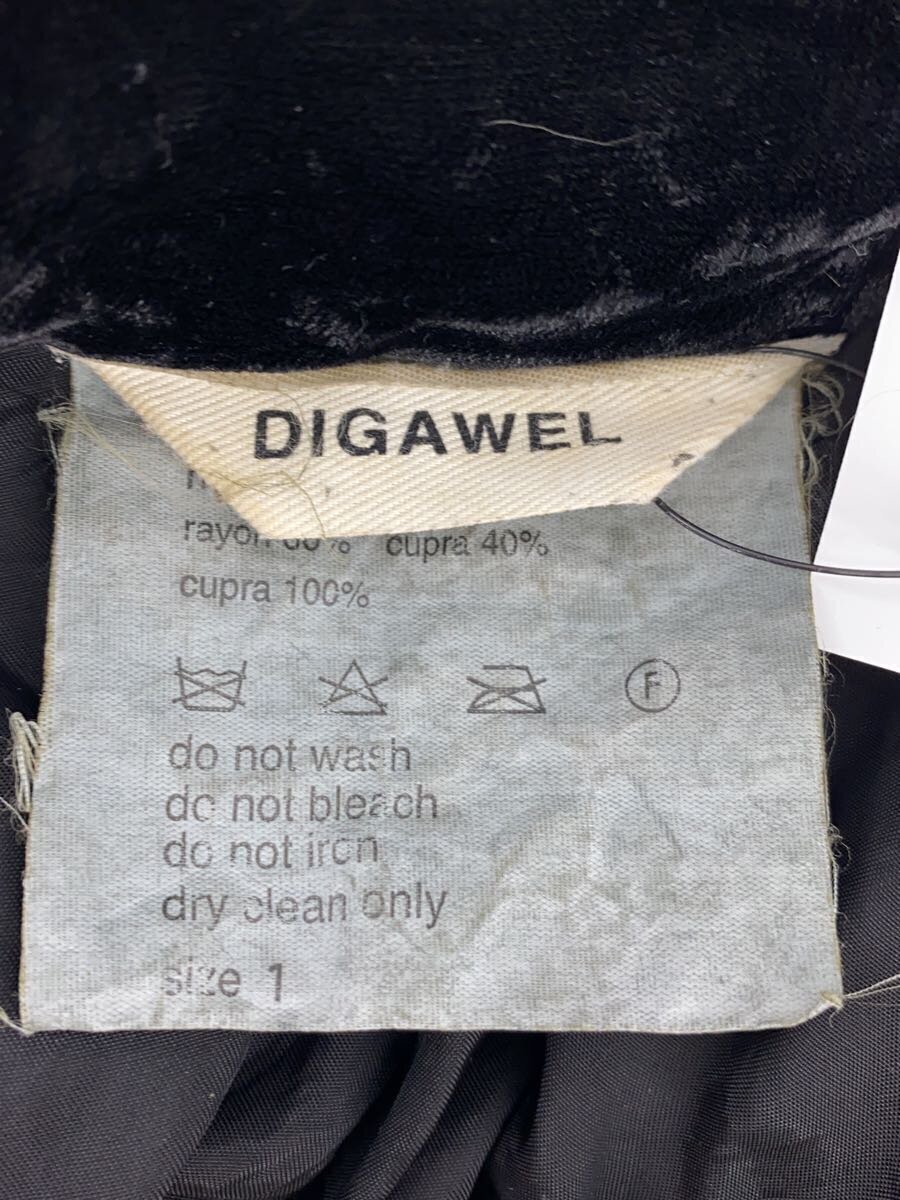 DIGAWEL
cupra 40%
cupra 100%
F
do not wash
do not bleach
do not iron
dry clean only
size 1